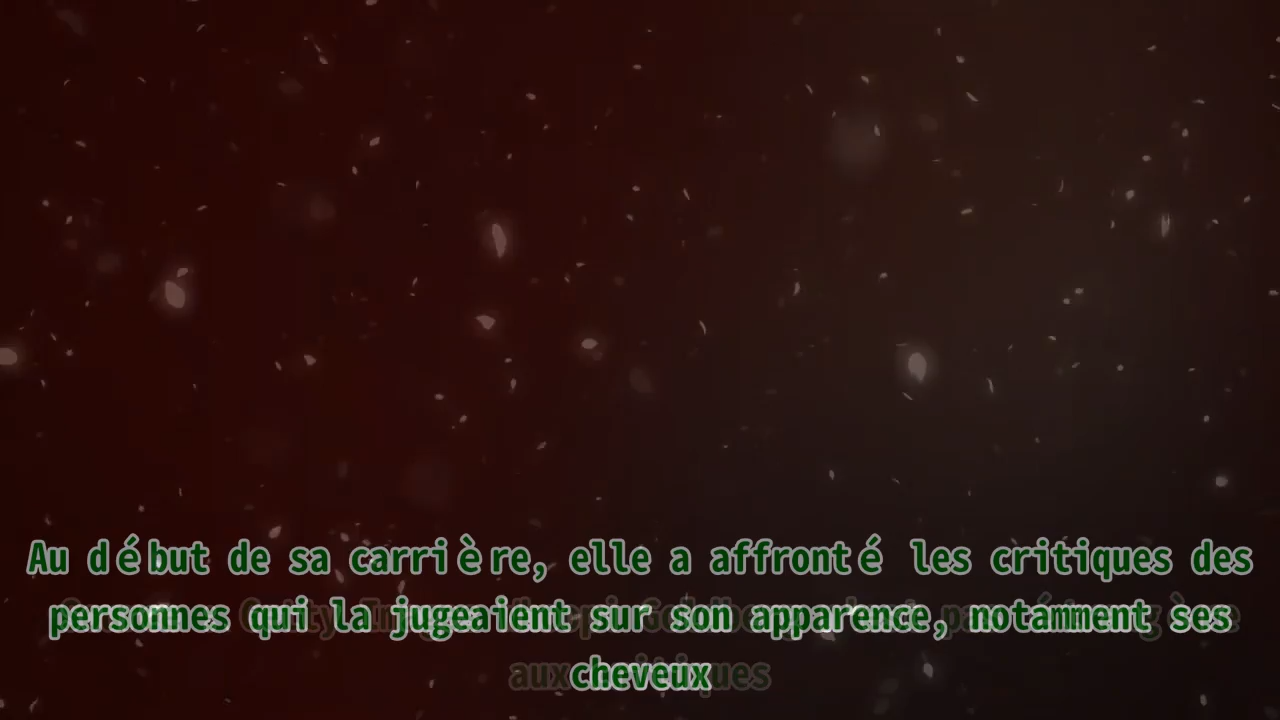 Au début de sa carrière, elle a affronté les critiques des
personnes qui la jugeaient sur son apparence, notamment ses
cheveux